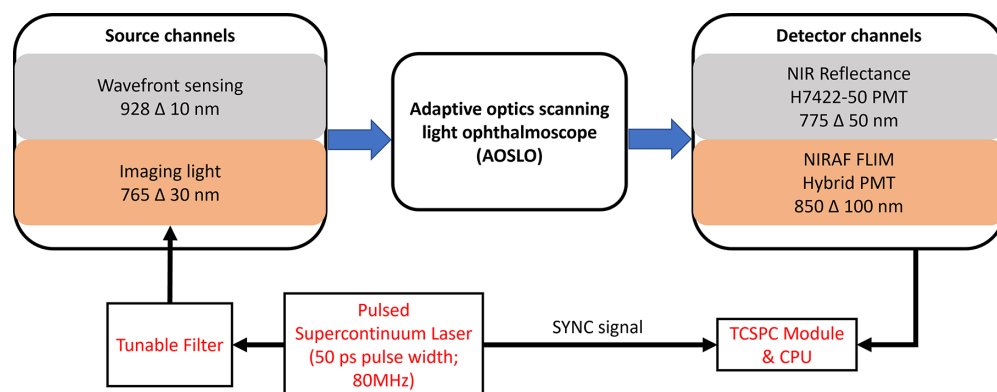 Source channels
Wavefront sensing
928 Δ 10 nm
Imaging light
765 Δ 30 nm
Adaptive optics scanning
light ophthalmoscope
(AOSLO)
Detector channels
NIR Reflectance
H7422-50 PMT
775 Δ 50 nm
NIRAF FLIM
Hybrid PMT
850 Δ 100 nm
Tunable Filter
Pulsed
Supercontinuum Laser
(50 ps pulse width;
80MHz)
SYNC signal
TCSPC Module
& CPU